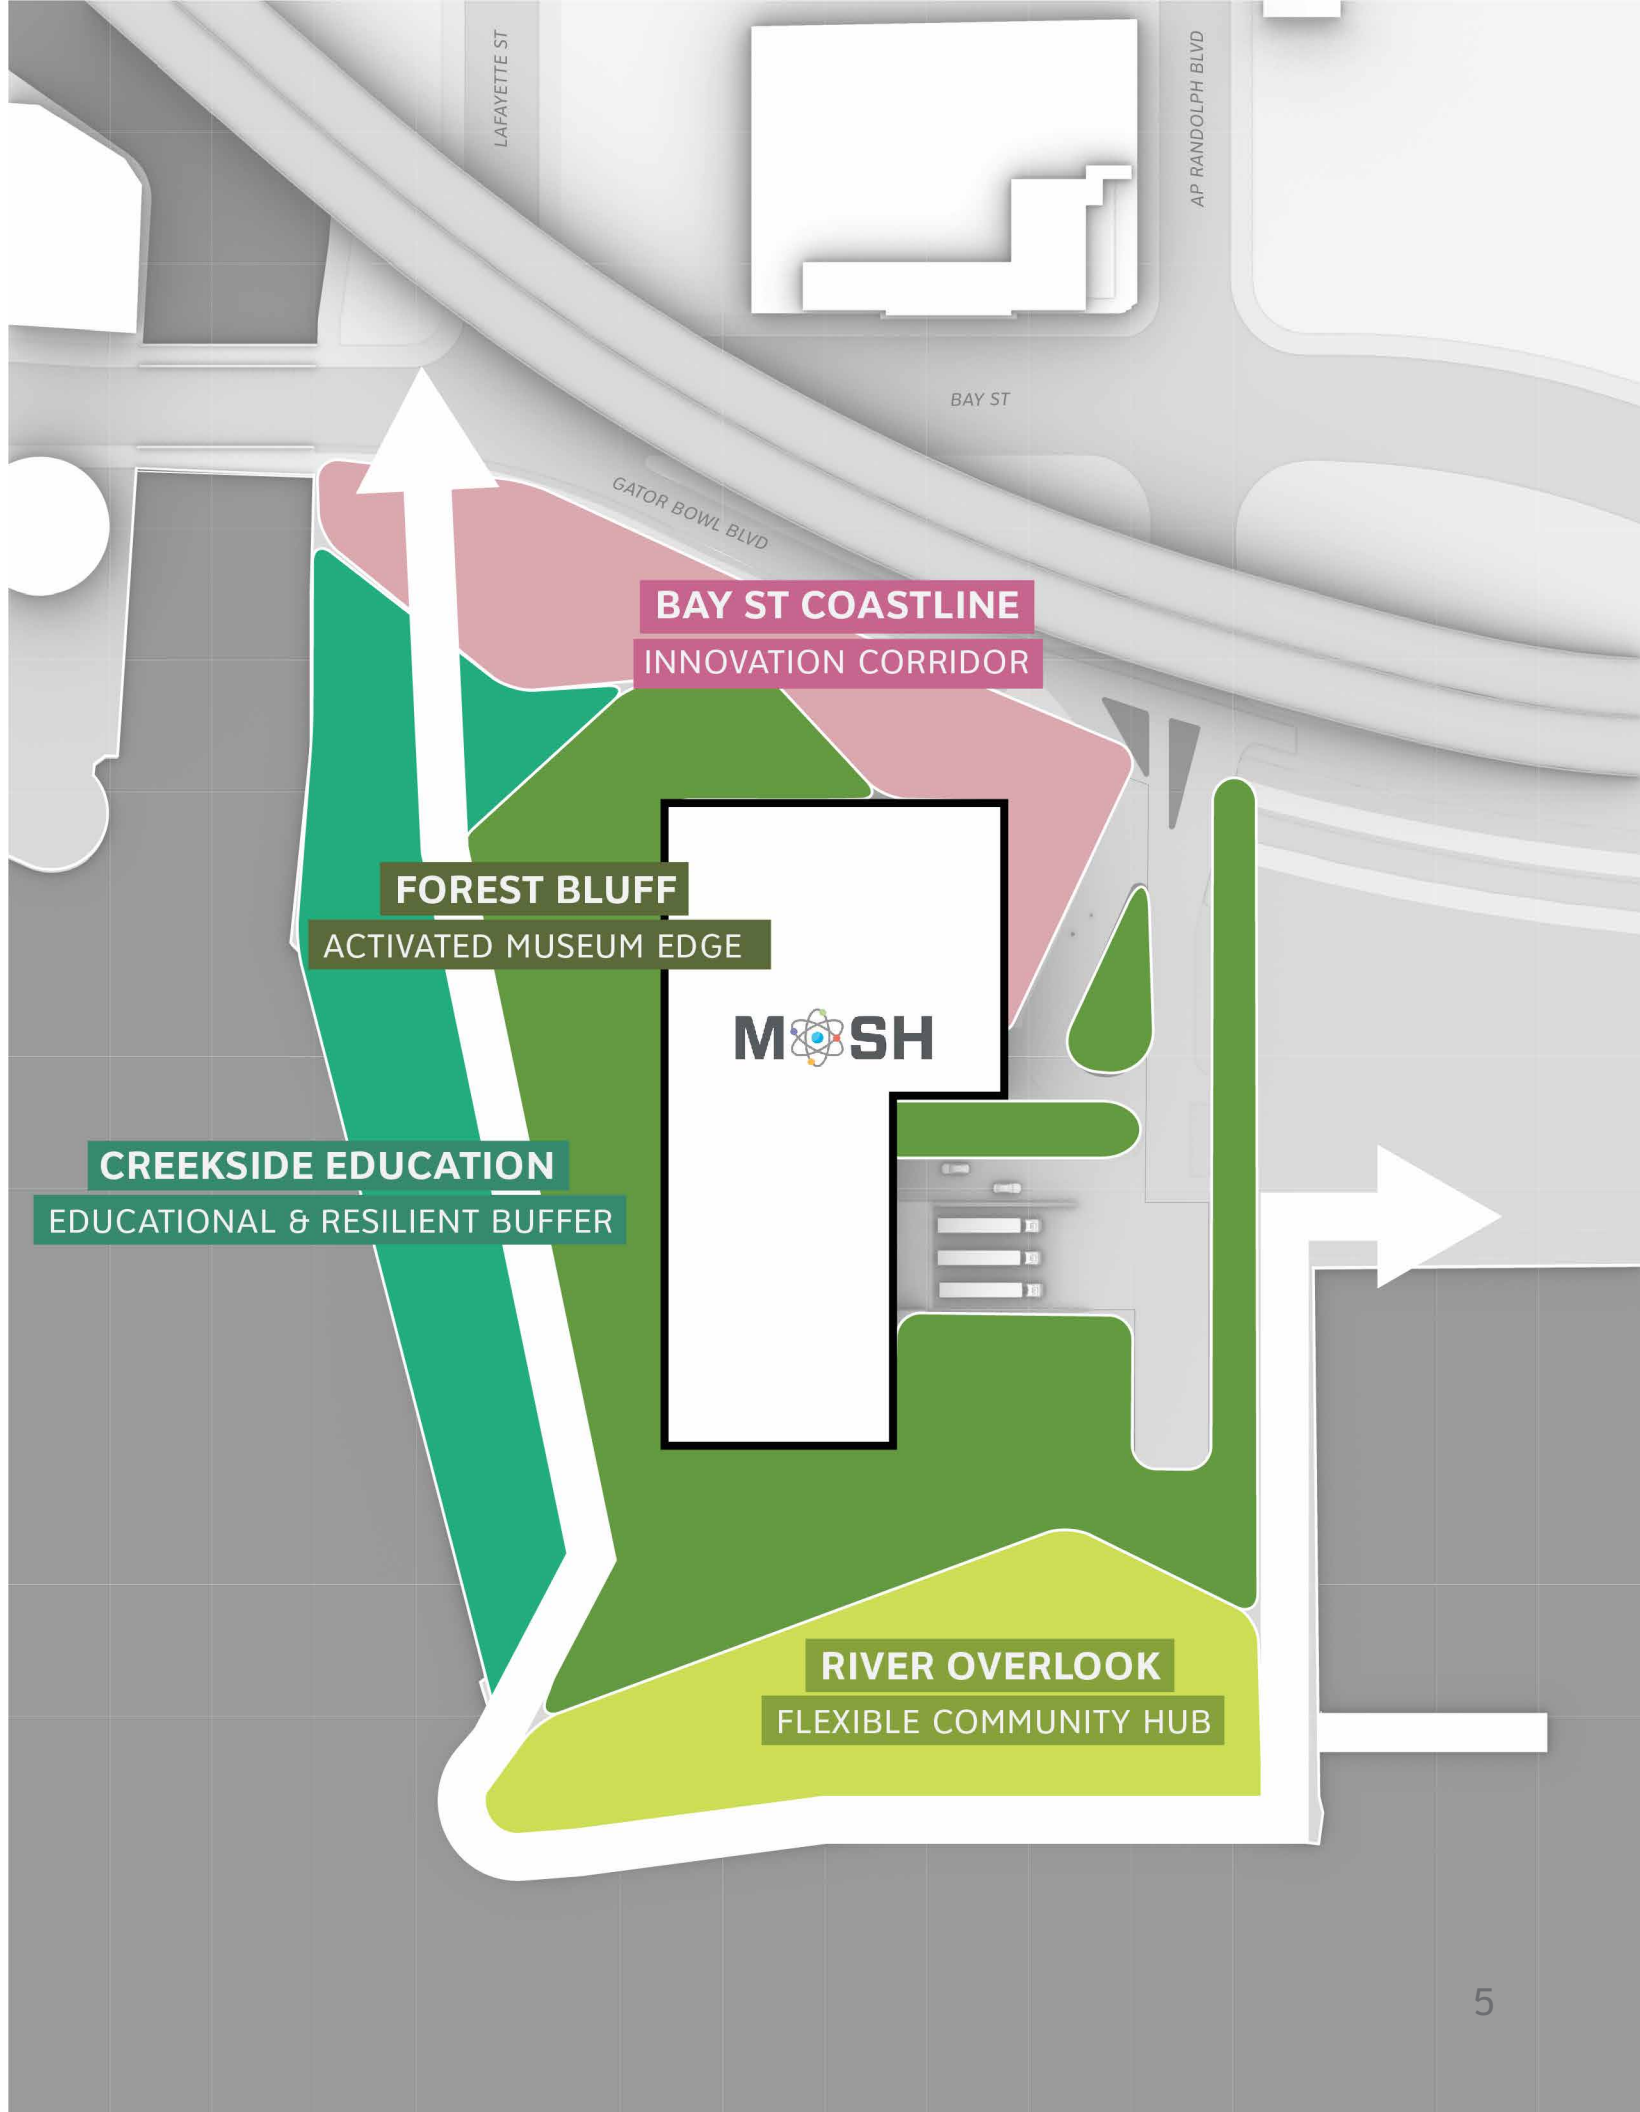 LAFAYETTE ST
AP RANDOLPH BLVD
BAY ST
GATOR BOWL BLVD
BAY ST COASTLINE
INNOVATION CORRIDOR
FOREST BLUFF
ACTIVATED MUSEUM EDGE
MOSH
CREEKSIDE EDUCATION
EDUCATIONAL & RESILIENT BUFFER
RIVER OVERLOOK
FLEXIBLE COMMUNITY HUB
5